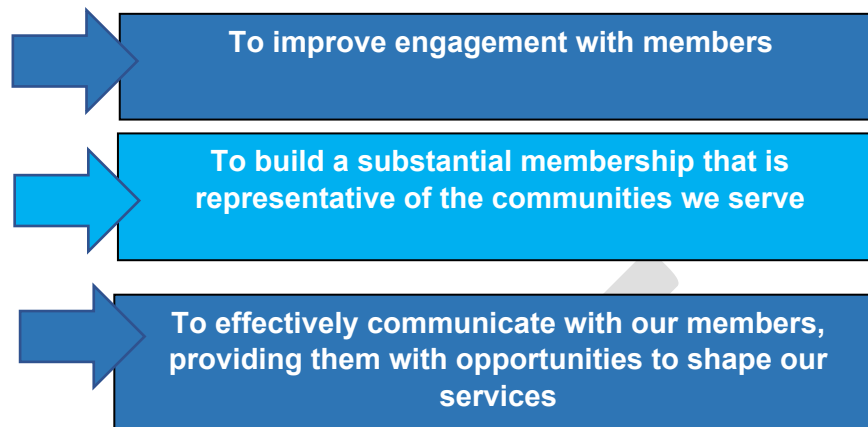 To improve engagement with members
To build a substantial membership that is
representative of the communities we serve
To effectively communicate with our members,
providing them with opportunities to shape our
services